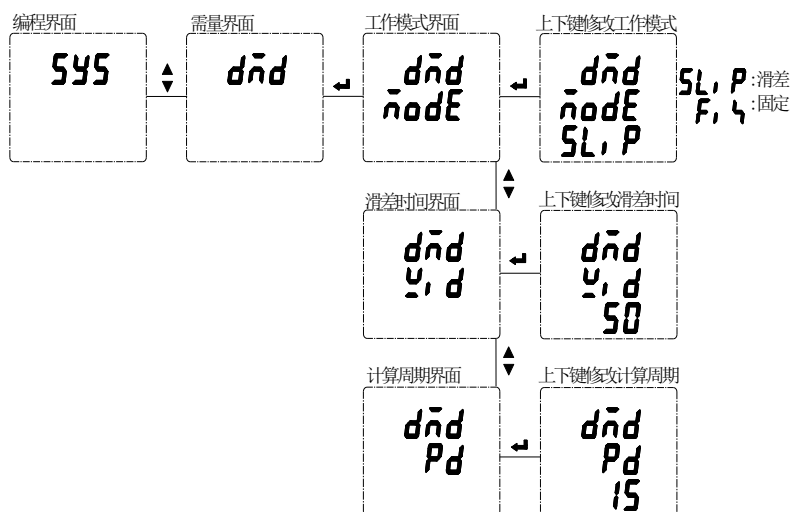 编程界面
需量界面
工作模式界面
上下键修改工作模式
SYS
dmd
dmd
modE
dmd
modE
SLiP
SLiP:滑差
Fi4:固定
滑差时间界面
上下键修改滑差时间
dmd
dmd
50
计算周期界面
上下键修改计算周期
dmd
Pd
dmd
Pd
15